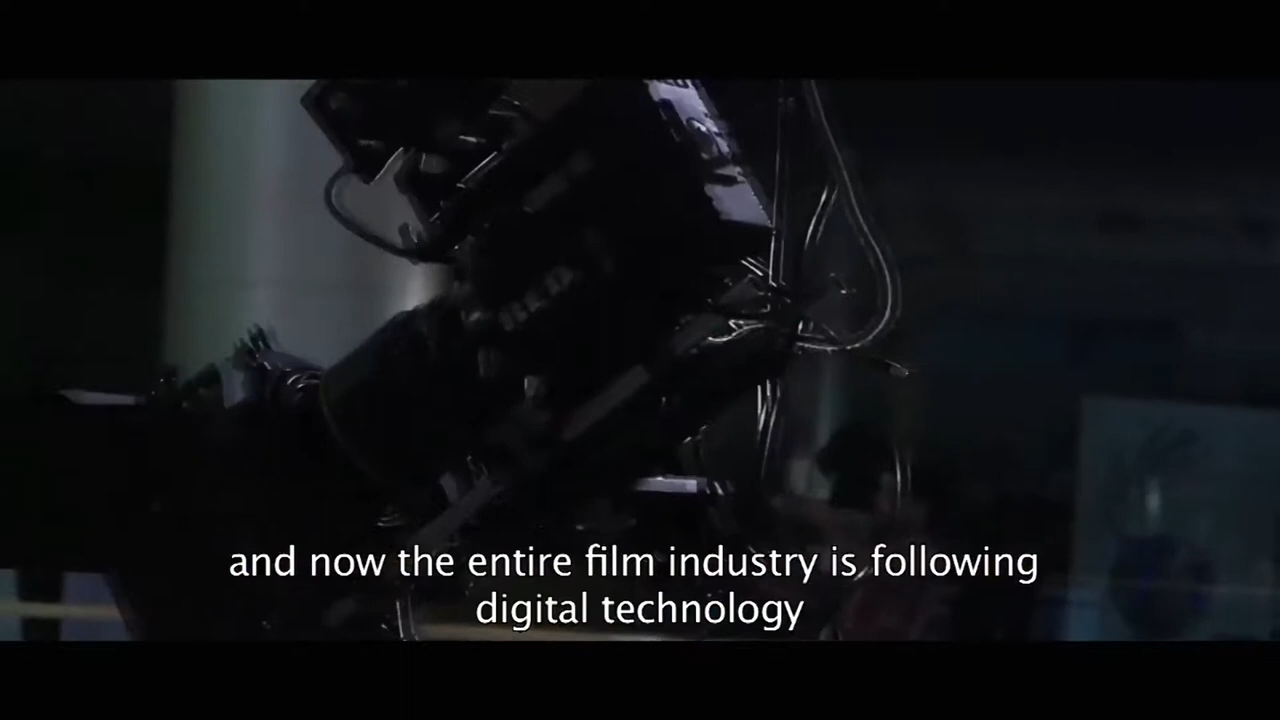 and now the entire film industry is following
digital technology